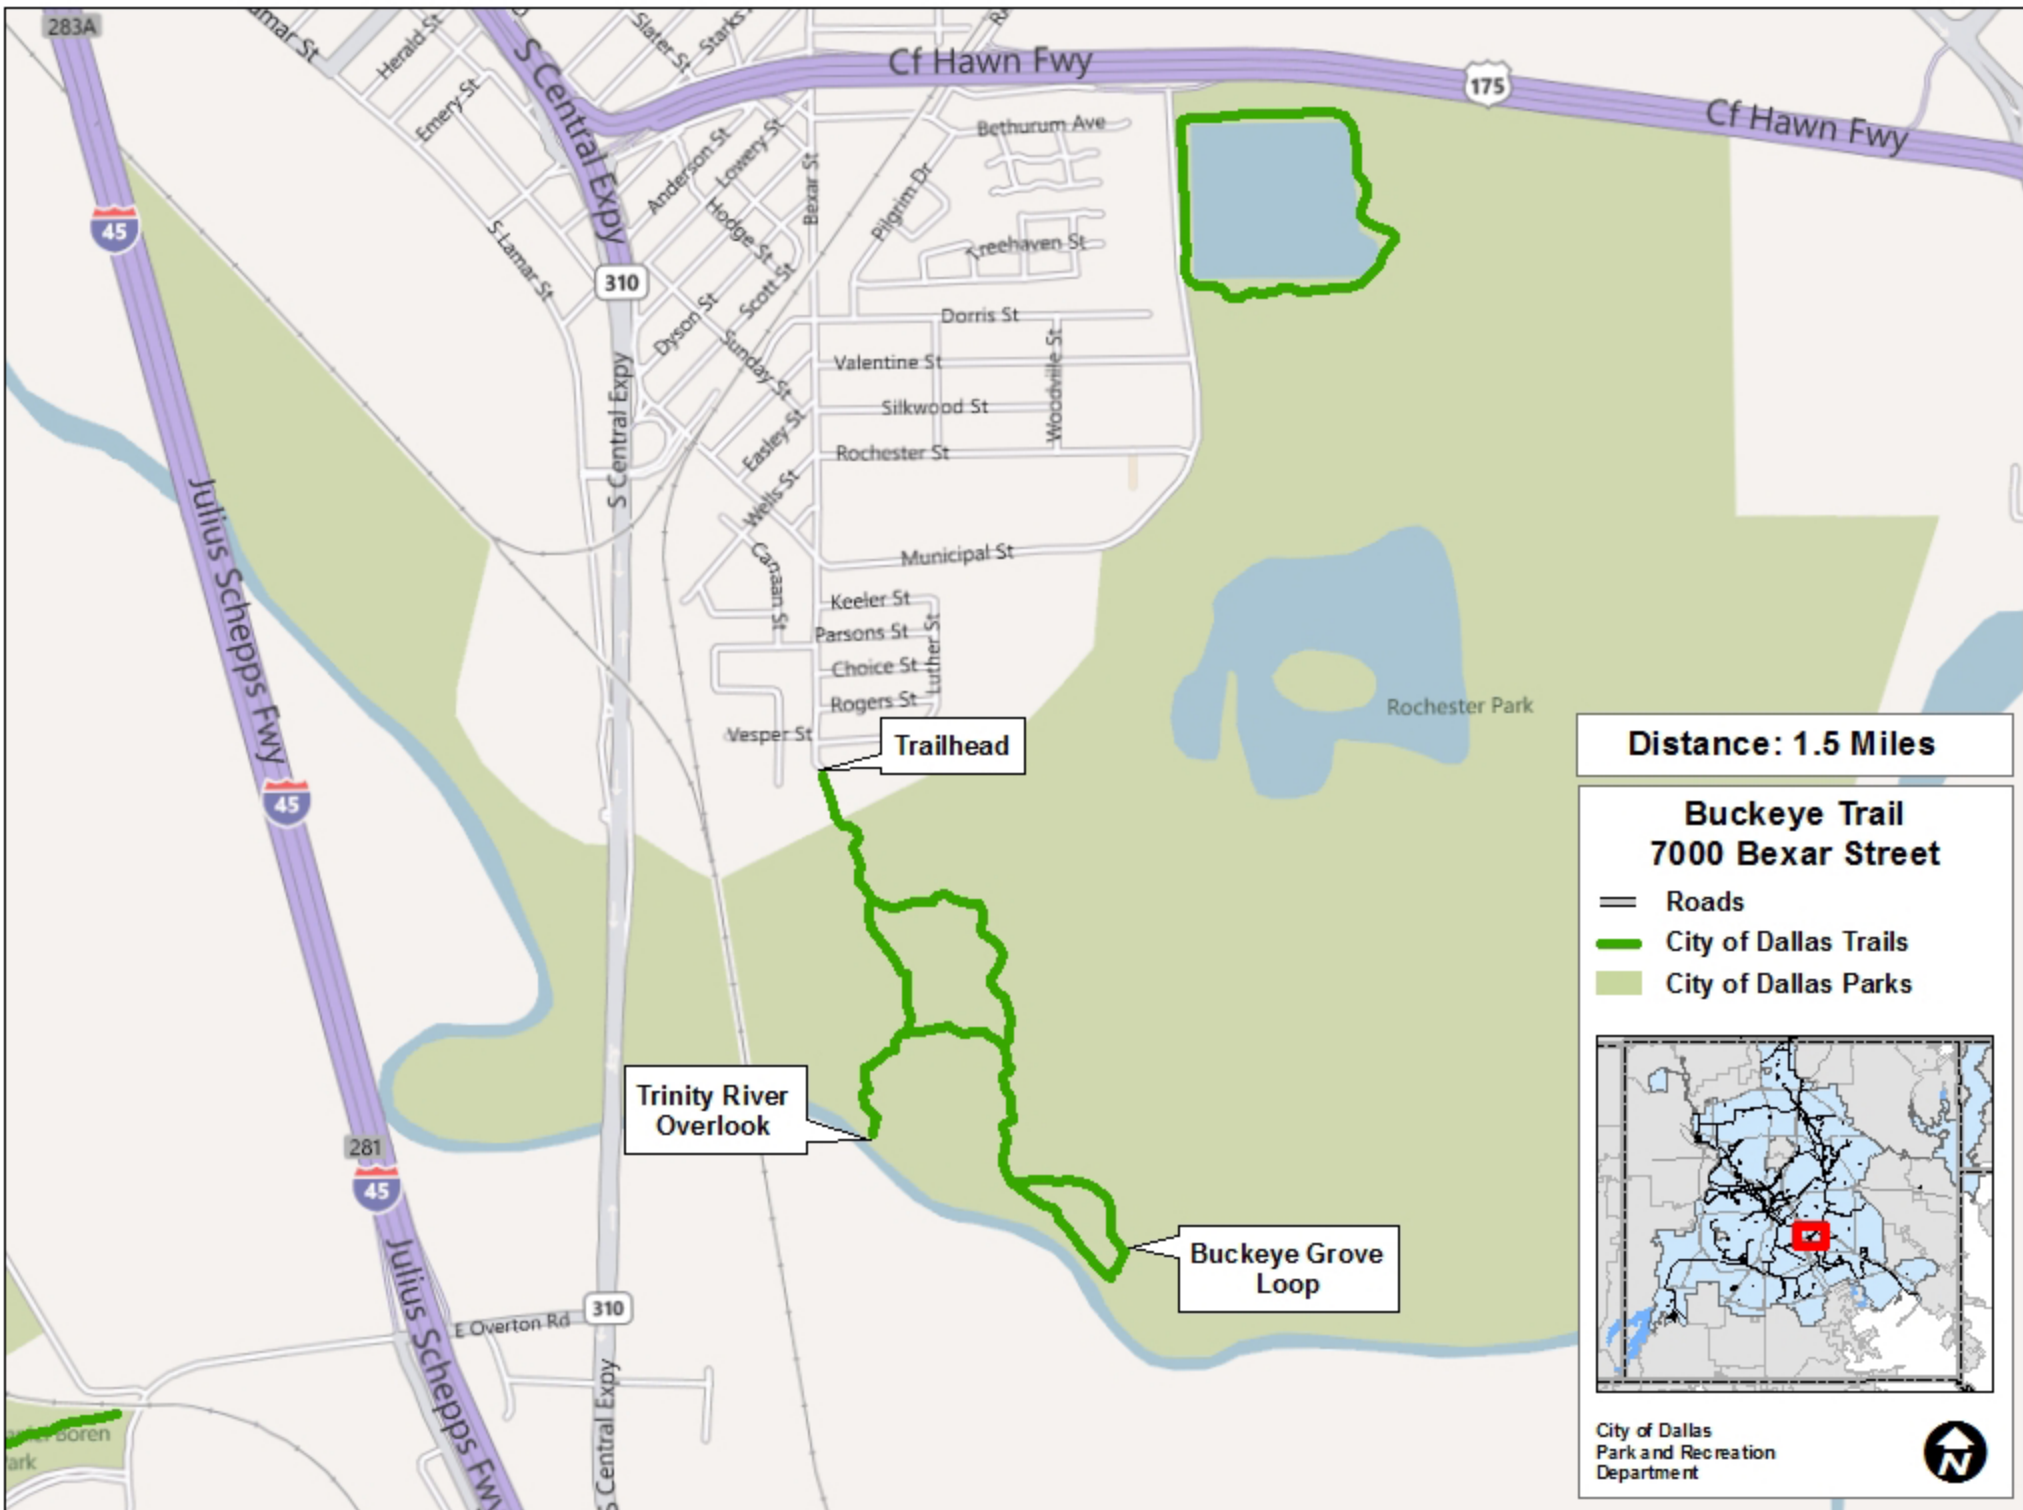 283A
Herald St
Slater St
Cf Hawn Fwy
175
Cf Hawn Fwy
S Central Expy
Emery St
Anderson St
Lowery St
Bexar St
Bethurum Ave
Pilgrim Dr
45
S Lamar St
Hodge St
Treehaven St
310
Scott St
Dyson St
Sunday St
Dorris St
Valentine St
Woodville St
Silkwood St
S Central Expy
Easley St
Rochester St
Wells St
Julius Schepps Fwy
Canaan St
Municipal St
Keeler St
Parsons St
Luther St
Choice St
Rogers St
Vesper St
Rochester Park
Trailhead
45
Trinity River
Overlook
281
45
Buckeye Grove
Loop
Julius Schepps Fwy
E Overton Rd
310
S Central Expy
Boren
Distance: 1.5 Miles
Buckeye Trail
7000 Bexar Street
Roads
City of Dallas Trails
City of Dallas Parks
City of Dallas
Park and Recreation
Department
N